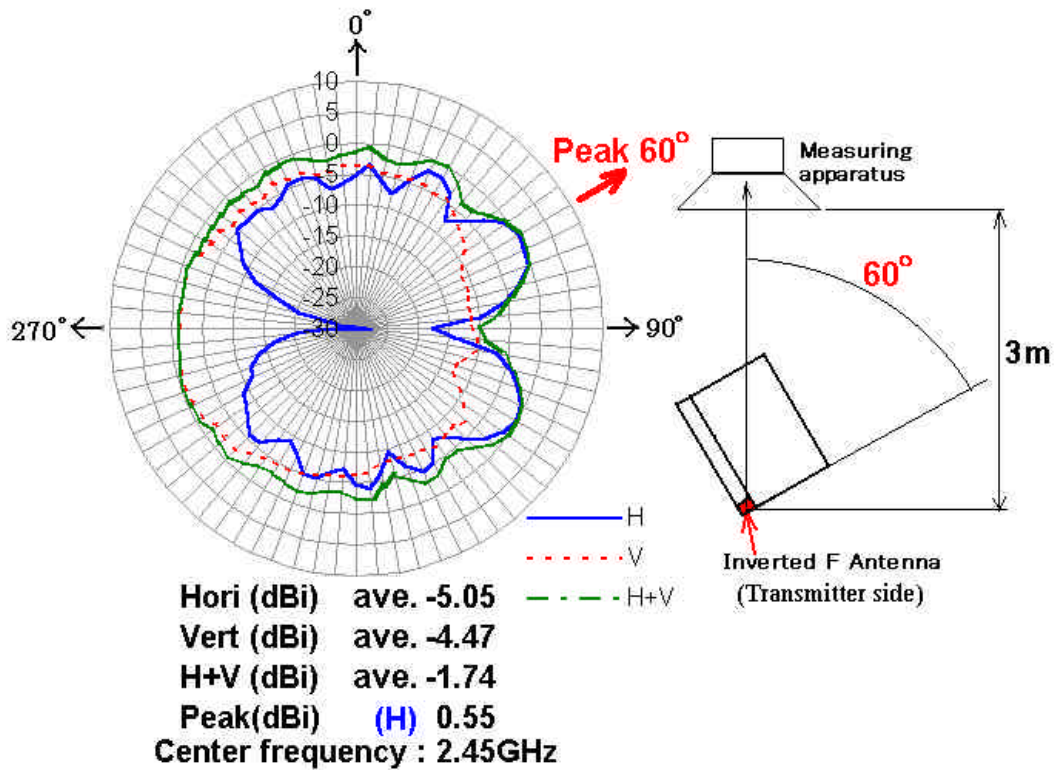 0°
10
5
0
-5
-10
-15
-20
-25
-30
270°
90°
Peak 60°
Measuring
apparatus
60°
3m
Inverted F Antenna
(Transmitter side)
H
V
H+V
Hori (dBi) ave. -5.05
Vert (dBi) ave. -4.47
H+V (dBi) ave. -1.74
Peak(dBi) (H) 0.55
Center frequency : 2.45GHz